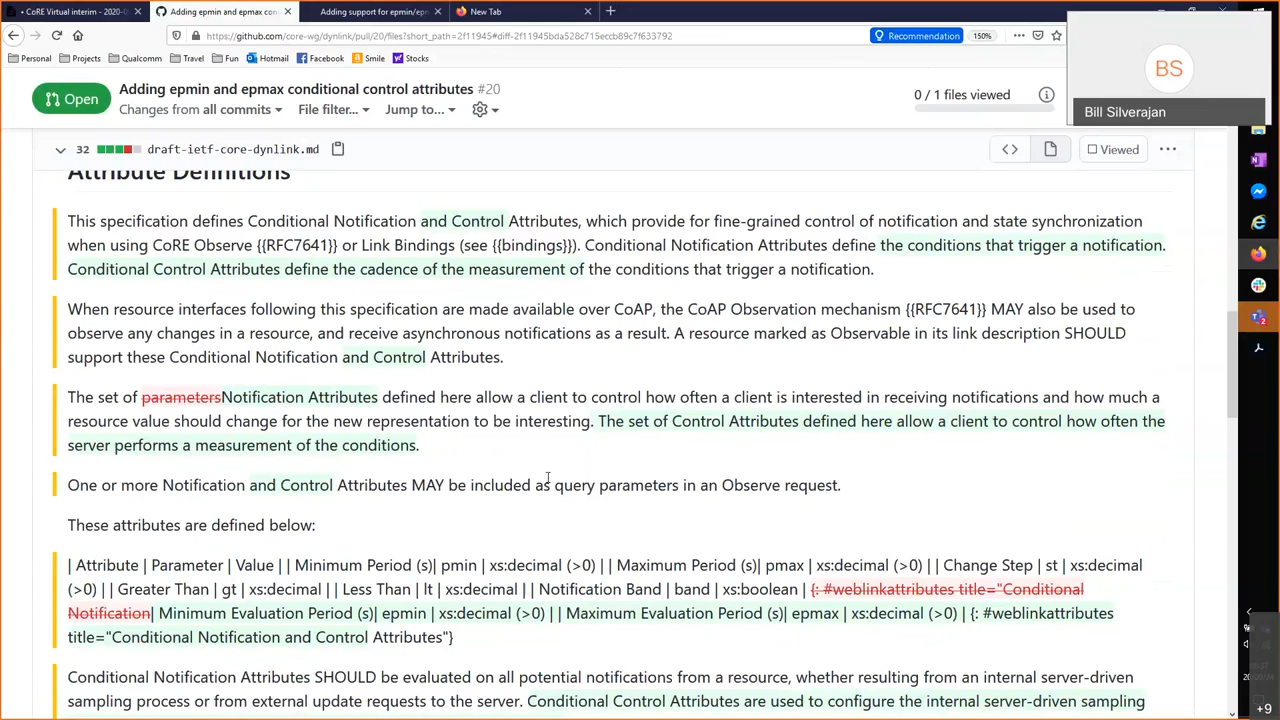 • CoRE Virtual interim - 2020-0
Adding epmin and epmax con
Adding support for epmin/ep
New Tab
https://github.com/core-wg/dynlink/pull/20/files?short_path=2f11945#diff-2f11945bda528c715eccb89c7f633792
Recommendation
150%
Personal
Projects
Qualcomm
Travel
Fun
Hotmail
Facebook
Smile
Stocks
BS
Bill Silverajan
Open
Adding epmin and epmax conditional control attributes #20
Changes from all commits
File filter...
Jump to...
0 / 1 files viewed
32 draft-ietf-core-dynlink.md
Viewed
Attribute Definitions
This specification defines Conditional Notification and Control Attributes, which provide for fine-grained control of notification and state synchronization
when using CoRE Observe {{RFC7641}} or Link Bindings (see {{bindings}}). Conditional Notification Attributes define the conditions that trigger a notification.
Conditional Control Attributes define the cadence of the measurement of the conditions that trigger a notification.
When resource interfaces following this specification are made available over CoAP, the CoAP Observation mechanism {{RFC7641}} MAY also be used to
observe any changes in a resource, and receive asynchronous notifications as a result. A resource marked as Observable in its link description SHOULD
support these Conditional Notification and Control Attributes.
The set of parametersNotification Attributes defined here allow a client to control how often a client is interested in receiving notifications and how much a
resource value should change for the new representation to be interesting. The set of Control Attributes defined here allow a client to control how often the
server performs a measurement of the conditions.
One or more Notification and Control Attributes MAY be included as query parameters in an Observe request.
These attributes are defined below:
| Attribute | Parameter | Value | | Minimum Period (s)| pmin | xs:decimal (>0) | | Maximum Period (s)| pmax | xs:decimal (>0) | | Change Step | st | xs:decimal
(>0) | | Greater Than | gt | xs:decimal | | Less Than | lt | xs:decimal | | Notification Band | band | xs:boolean | {: #weblinkattributes title="Conditional
Notification| Minimum Evaluation Period (s)| epmin | xs:decimal (>0) | | Maximum Evaluation Period (s)| epmax | xs:decimal (>0) | {: #weblinkattributes
title="Conditional Notification and Control Attributes"}
Conditional Notification Attributes SHOULD be evaluated on all potential notifications from a resource, whether resulting from an internal server-driven
sampling process or from external update requests to the server. Conditional Control Attributes are used to configure the internal server-driven sampling
+9